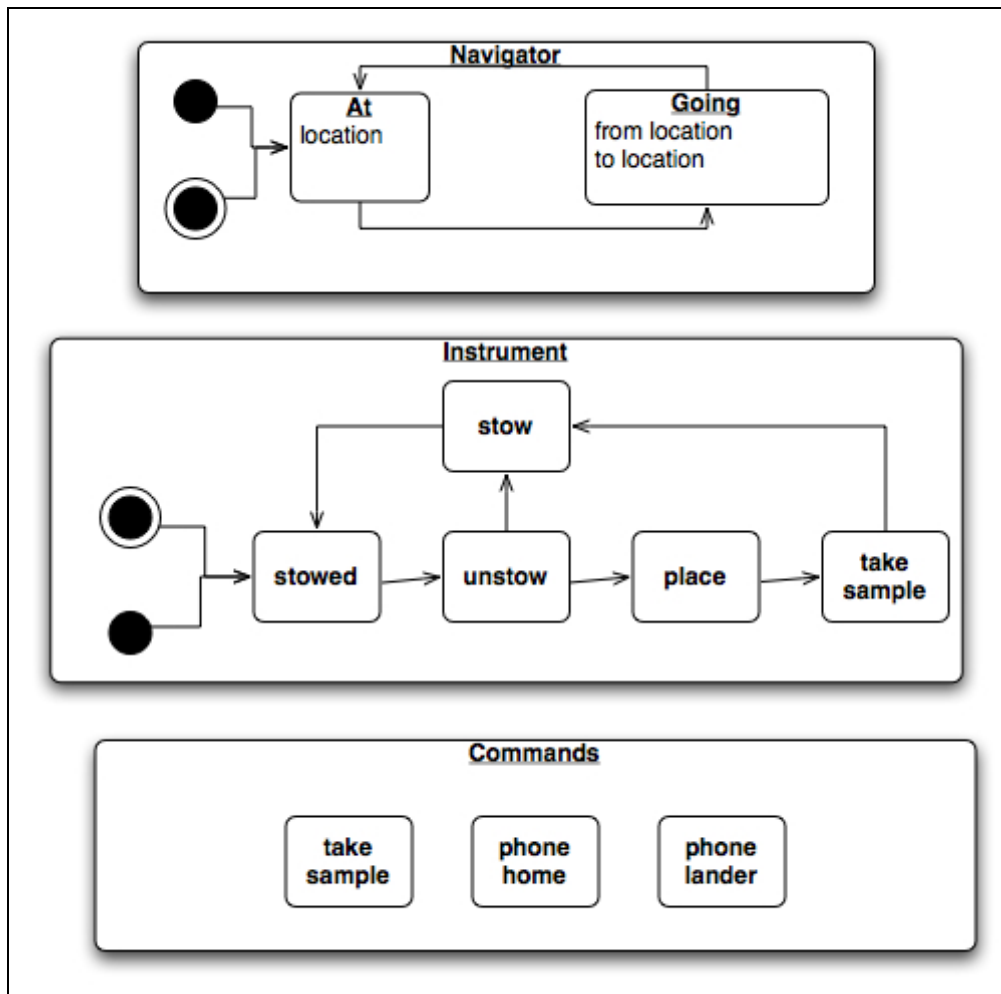 Navigator
At
location
Going
from location
to location
Instrument
stow
stowed
unstow
place
take
sample
Commands
take
sample
phone
home
phone
lander